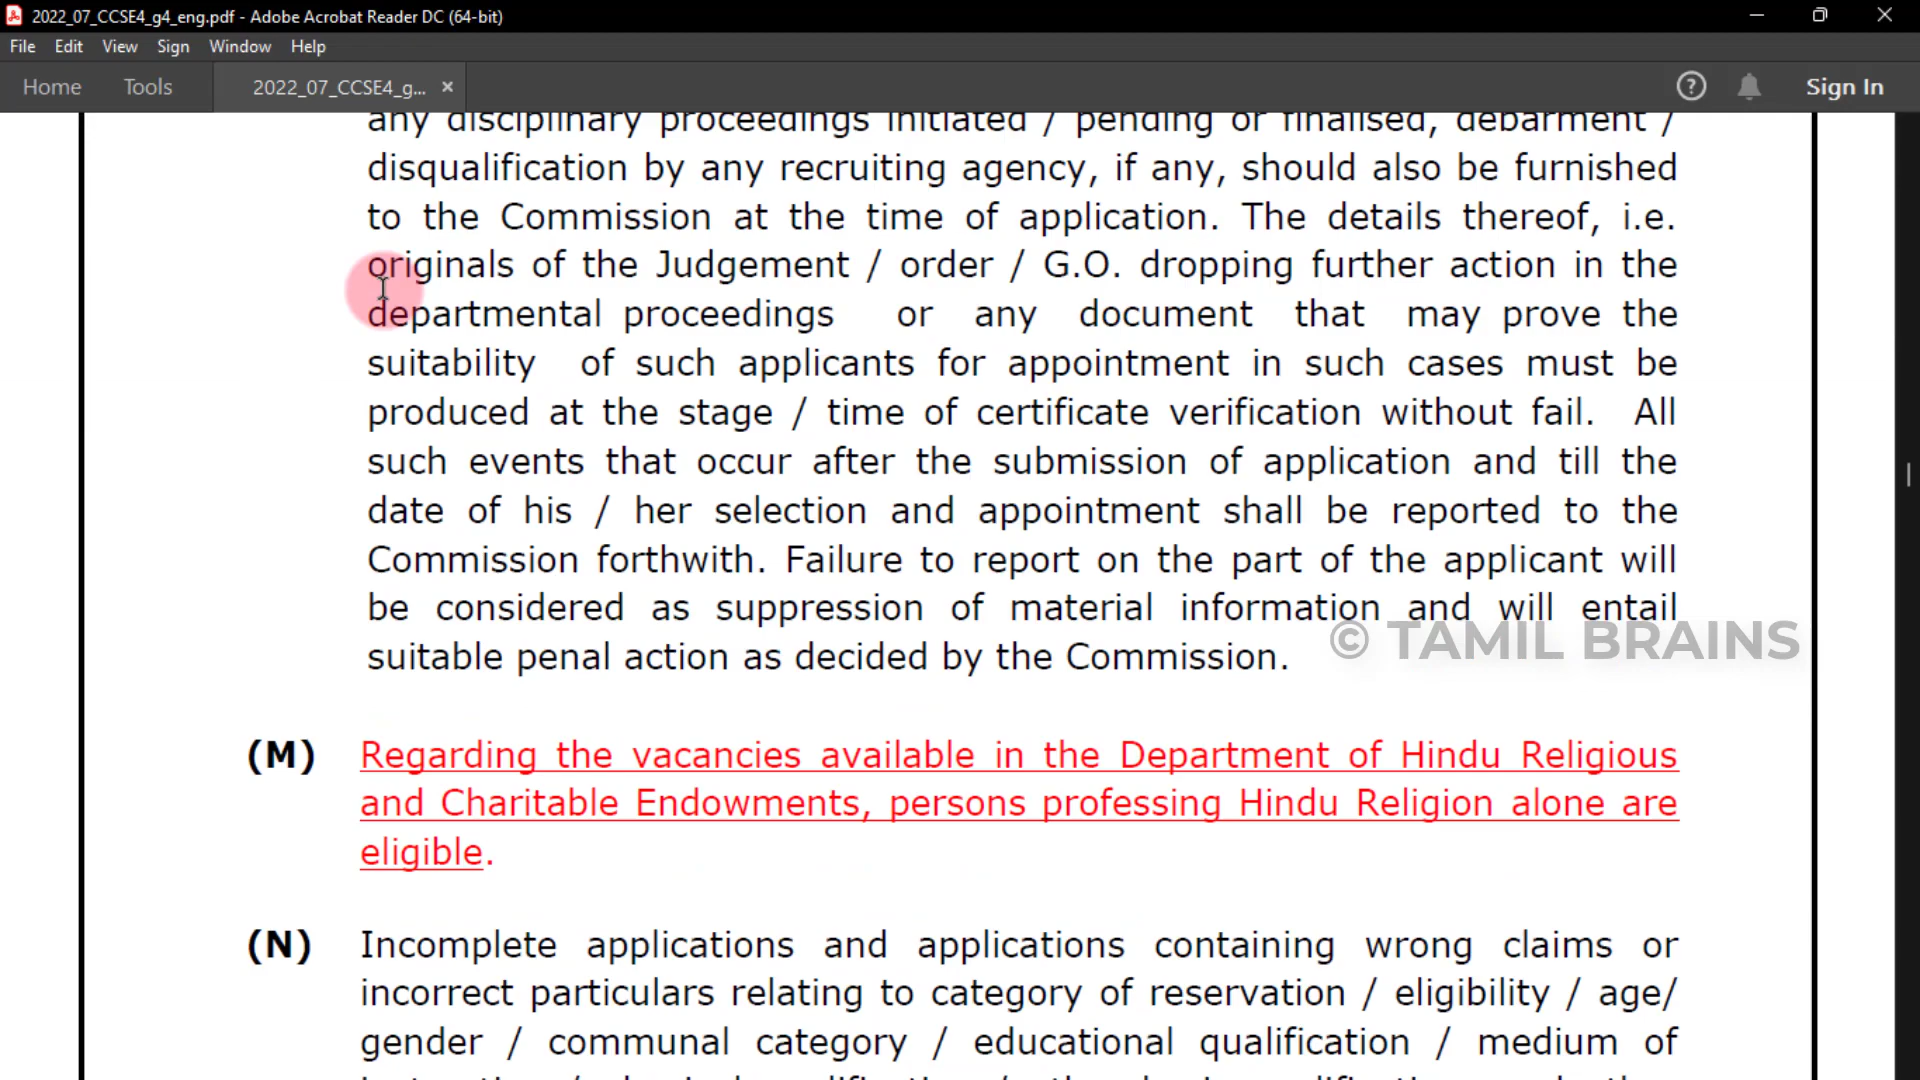 2022_07_CCSE4_g4_eng.pdf - Adobe Acrobat Reader DC (64-bit)
File Edit View Sign Window Help
Home Tools 2022_07_CCSE4_g... × ? Sign In
any disciplinary proceedings initiated / pending or finalised, debarment /
disqualification by any recruiting agency, if any, should also be furnished
to the Commission at the time of application. The details thereof, i.e.
originals of the Judgement / order / G.O. dropping further action in the
departmental proceedings or any document that may prove the
suitability of such applicants for appointment in such cases must be
produced at the stage / time of certificate verification without fail. All
such events that occur after the submission of application and till the
date of his / her selection and appointment shall be reported to the
Commission forthwith. Failure to report on the part of the applicant will
be considered as suppression of material information and will entail
suitable penal action as decided by the Commission.
© TAMIL BRAINS
(M) Regarding the vacancies available in the Department of Hindu Religious
and Charitable Endowments, persons professing Hindu Religion alone are
eligible.
(N) Incomplete applications and applications containing wrong claims or
incorrect particulars relating to category of reservation / eligibility / age/
gender / communal category / educational qualification / medium of